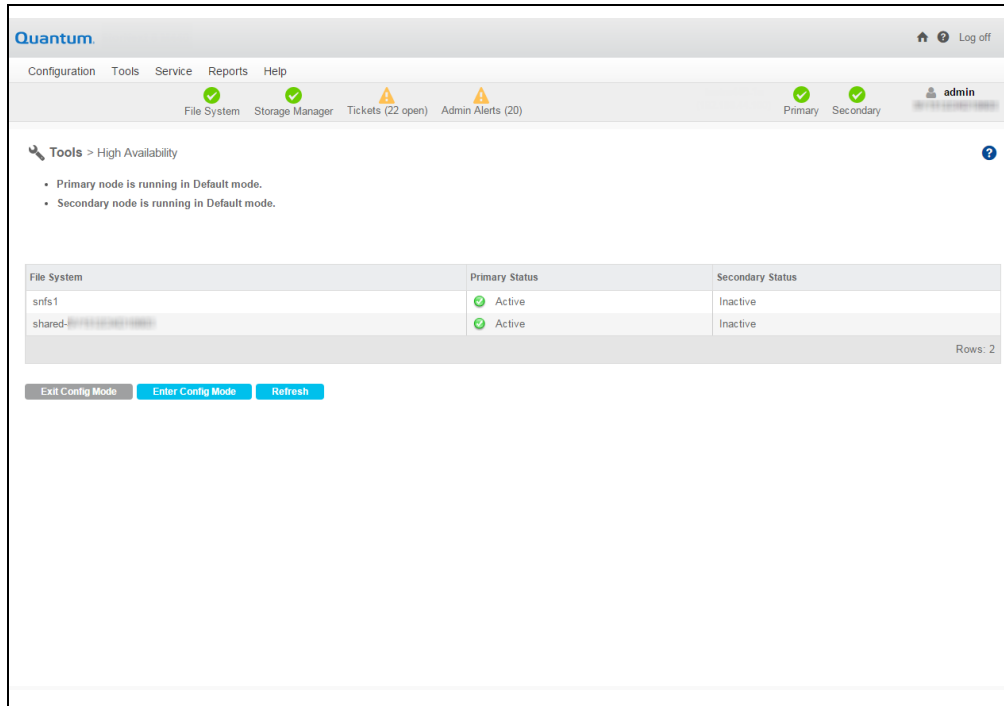 Quantum.
Log off
Configuration Tools Service Reports Help
File System Storage Manager Tickets (22 open) Admin Alerts (20) Primary Secondary admin
Tools > High Availability
• Primary node is running in Default mode.
• Secondary node is running in Default mode.
File System Primary Status Secondary Status
snfs1 Active Inactive
shared- Active Inactive
Rows: 2
Exit Config Mode Enter Config Mode Refresh